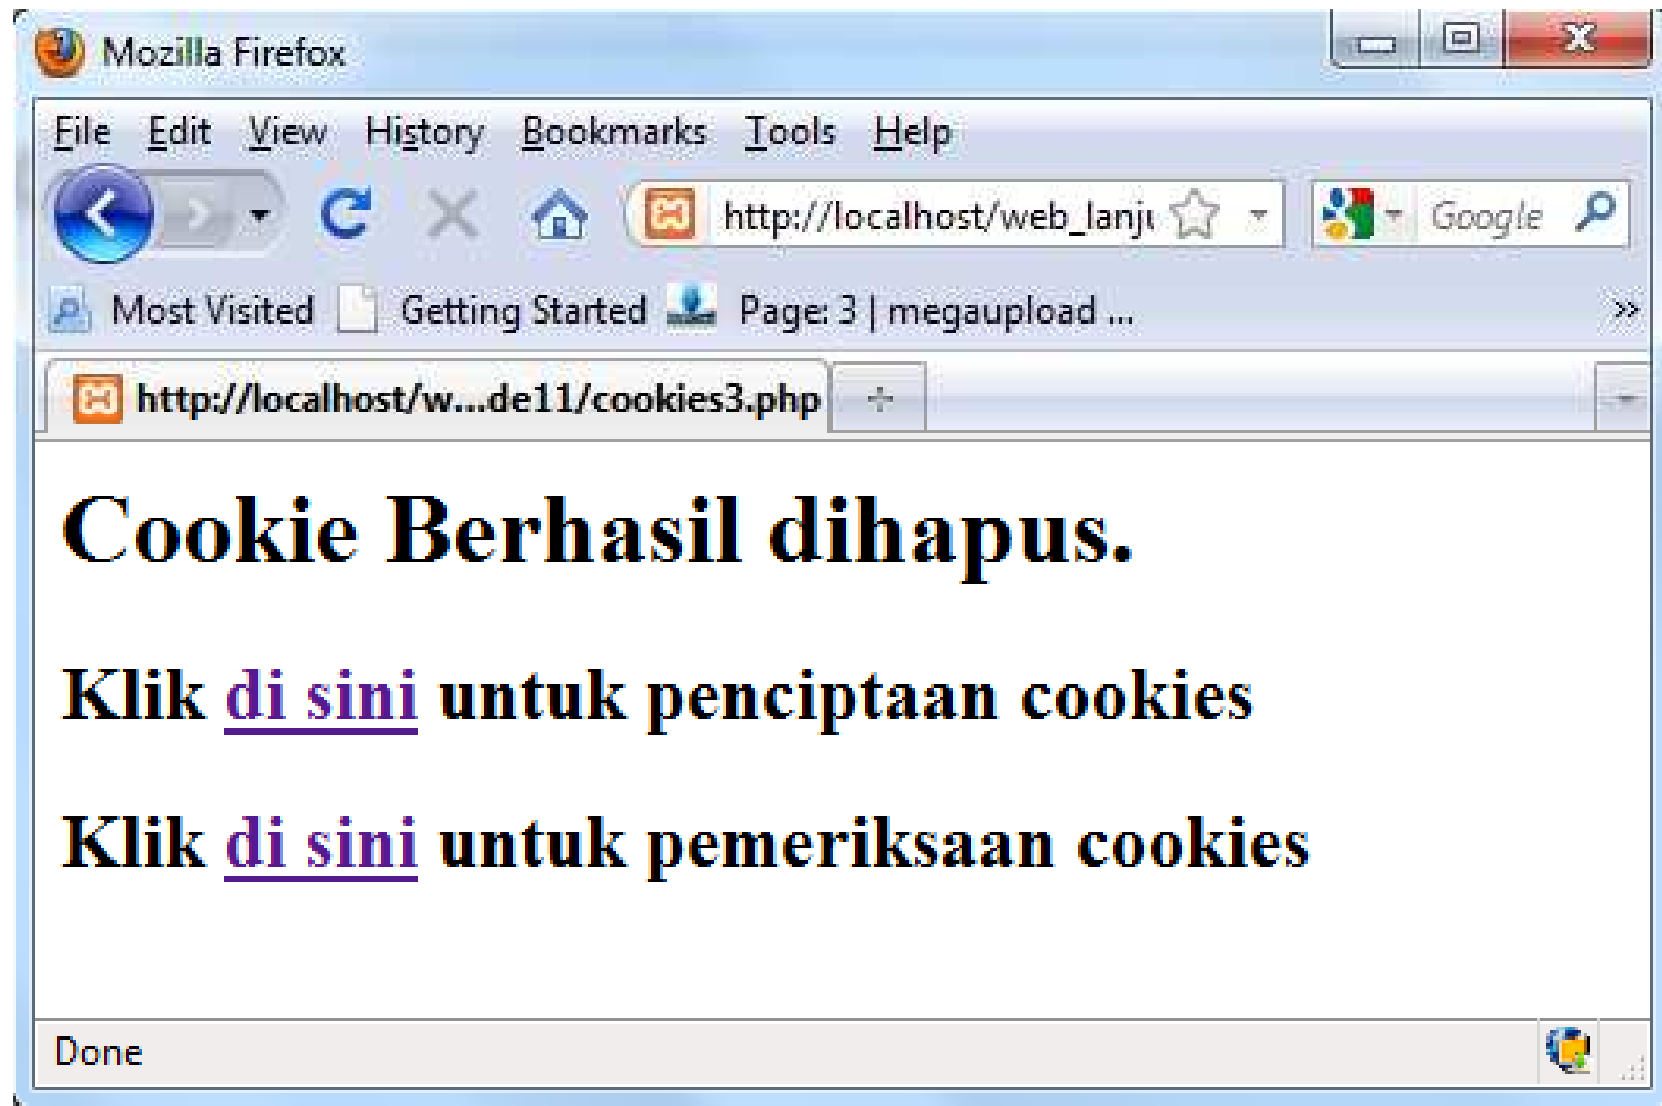 Mozilla Firefox
File Edit View History Bookmarks Tools Help
http://localhost/web_lanju Google
Most Visited Getting Started Page: 3 | megaupload ... »
http://localhost/w...de11/cookies3.php
Cookie Berhasil dihapus.
Klik di sini untuk penciptaan cookies
Klik di sini untuk pemeriksaan cookies
Done